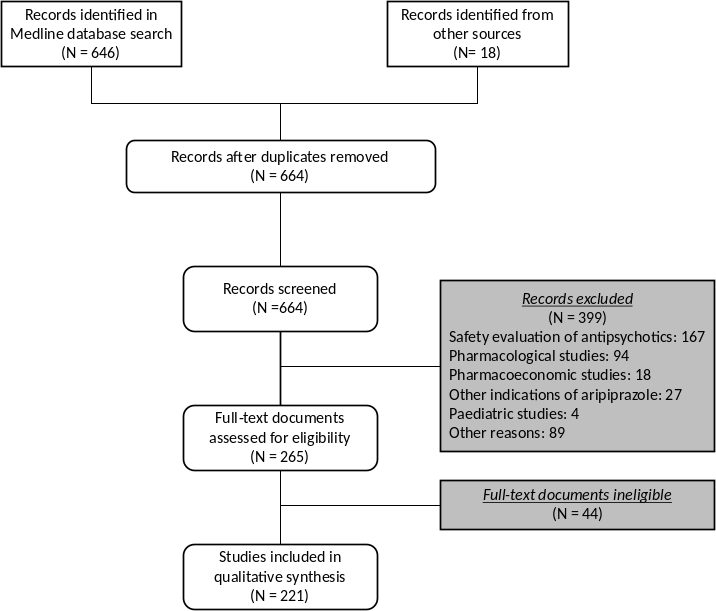 Records identified in
Medline database search
(N = 646)
Records identified from
other sources
(N= 18)
Records after duplicates removed
(N = 664)
Records screened
(N =664)
Records excluded
(N = 399)
Safety evaluation of antipsychotics: 167
Pharmacological studies: 94
Pharmacoeconomic studies: 18
Other indications of aripiprazole: 27
Paediatric studies: 4
Other reasons: 89
Full-text documents
assessed for eligibility
(N = 265)
Full-text documents ineligible
(N = 44)
Studies included in
qualitative synthesis
(N = 221)